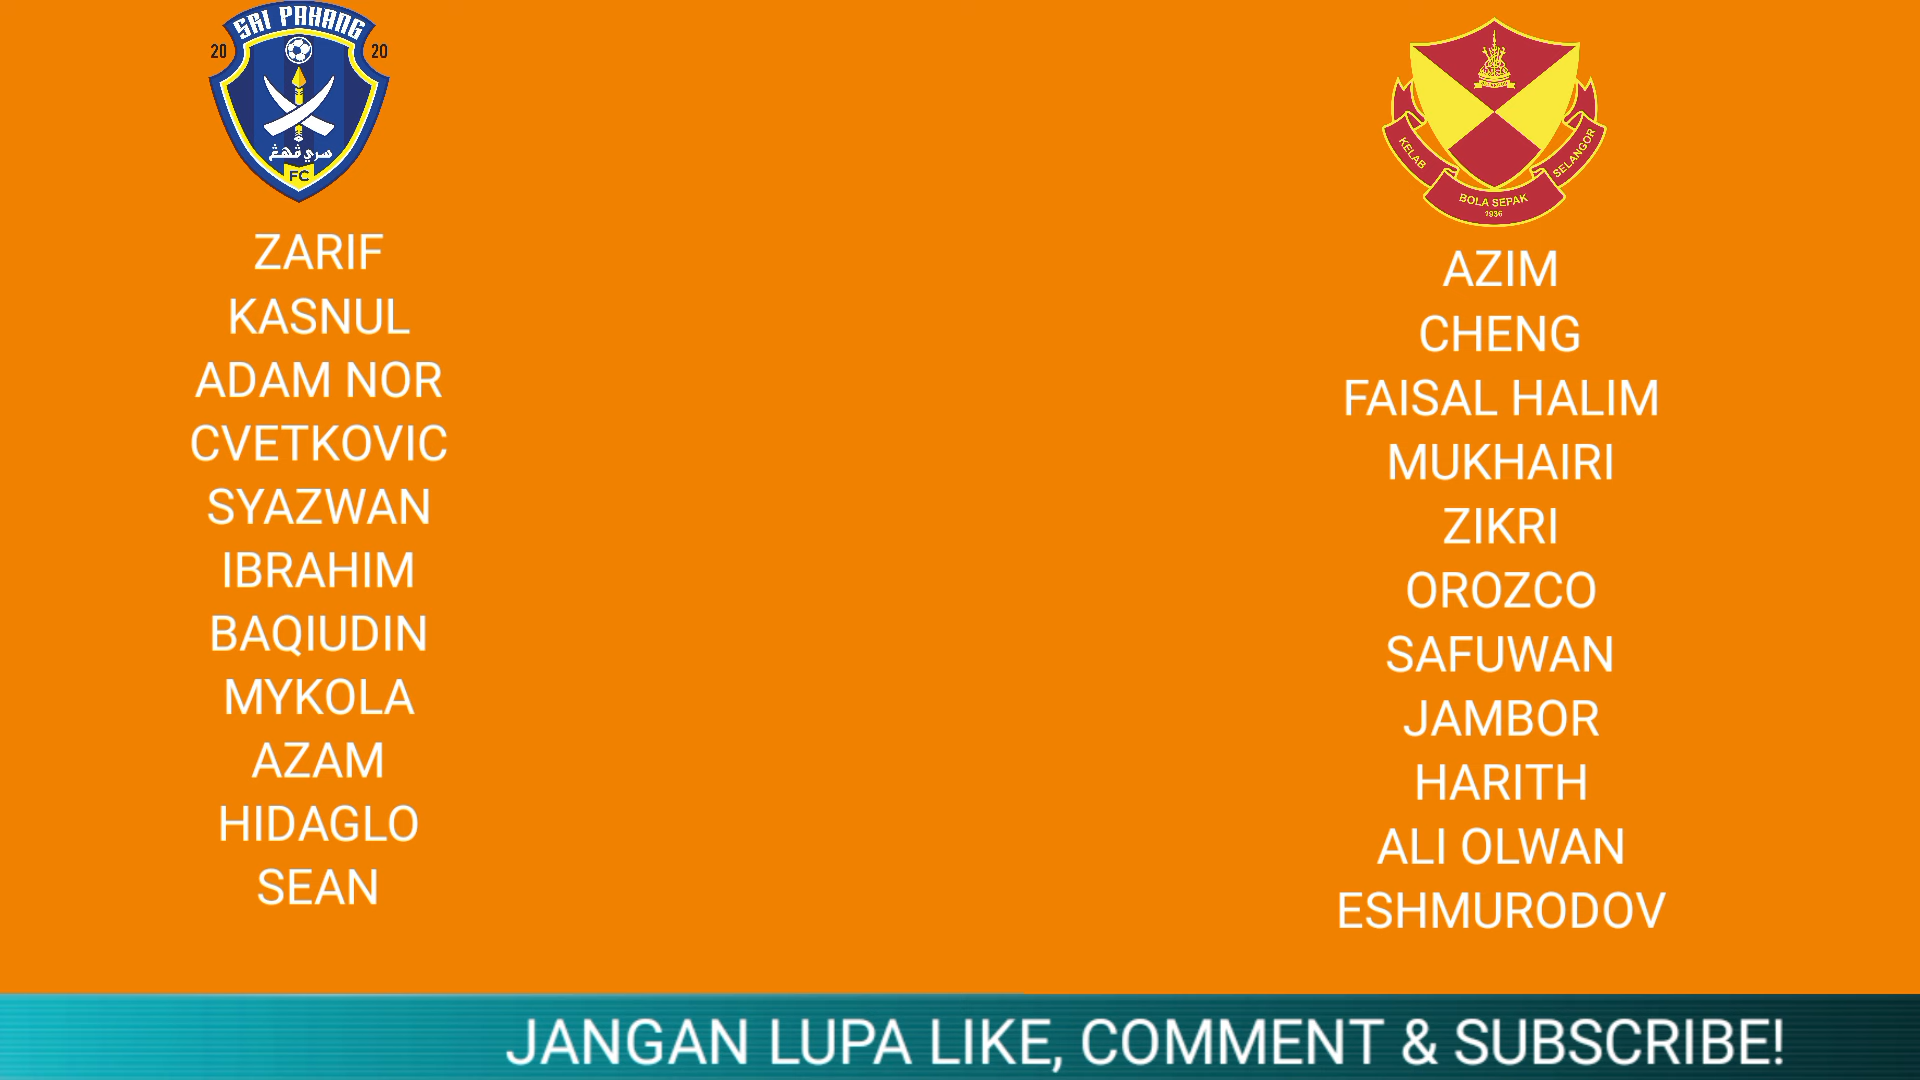 SRI PAHANG
20 20
سري ڤهڠ
FC
ZARIF
KASNUL
ADAM NOR
CVETKOVIC
SYAZWAN
IBRAHIM
BAQIUDIN
MYKOLA
AZAM
HIDAGLO
SEAN
KELAB
BOLA SEPAK
SELANGOR
1936
AZIM
CHENG
FAISAL HALIM
MUKHAIRI
ZIKRI
OROZCO
SAFUWAN
JAMBOR
HARITH
ALI OLWAN
ESHMURODOV
JANGAN LUPA LIKE, COMMENT & SUBSCRIBE!